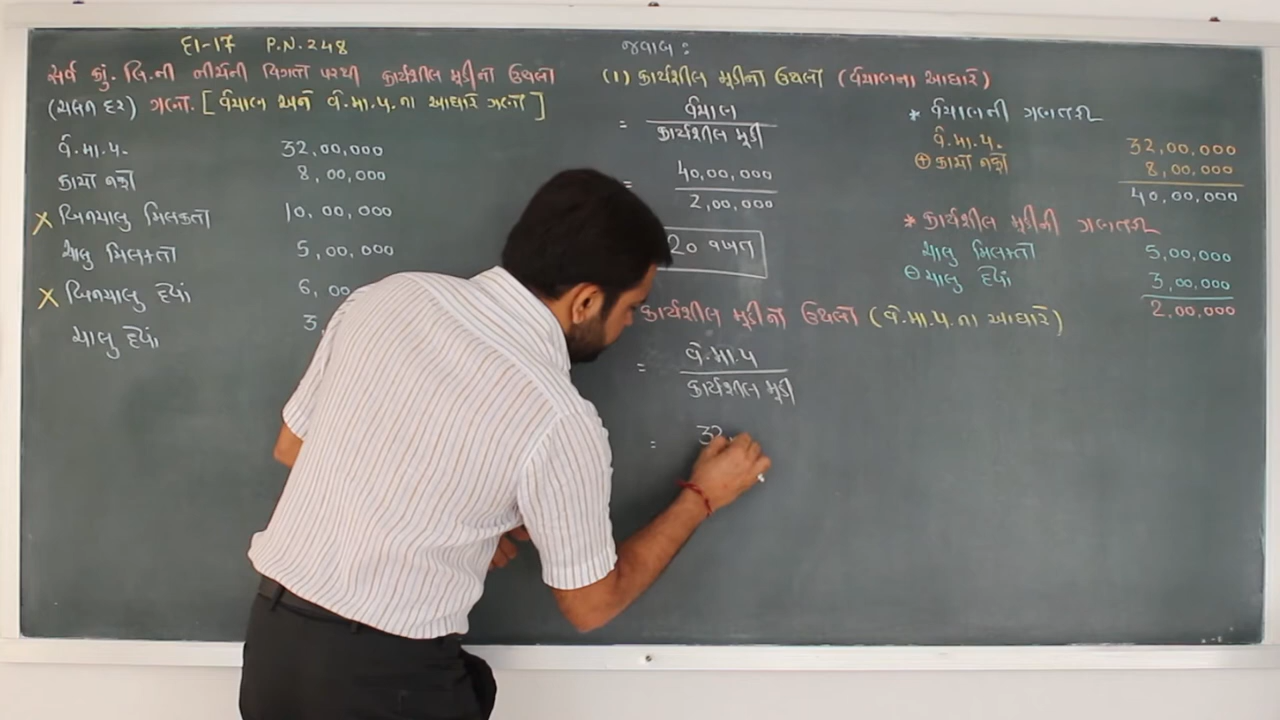 દા-17 P.N.248
સર્વ કું. લિ.ની નીચેની વિગતો પરથી કાર્યશીલ મૂડીનો ઉથલો
(ચલન દર) ગણો. [વેચાણ અને વે.મા.પ.ના આધારે ગણો]
વે.મા.પ. 32,00,000
કાચો નફો 8,00,000
× બિનચાલુ મિલકતો 10,00,000
ચાલુ મિલકતો 5,00,000
× બિનચાલુ દેવાં 6,00
ચાલુ દેવાં 3,
જવાબ :
(1) કાર્યશીલ મૂડીનો ઉથલો (વેચાણના આધારે)
= વેચાણ
કાર્યશીલ મૂડી
= 40,00,000
2,00,000
20 વખત
* વેચાણની ગણતરી
વે.મા.પ. 32,00,000
⊕ કાચો નફો 8,00,000
40,00,000
* કાર્યશીલ મૂડીની ગણતરી
ચાલુ મિલકતો 5,00,000
⊖ ચાલુ દેવાં 3,00,000
2,00,000
કાર્યશીલ મૂડીનો ઉથલો (વે.મા.પ.ના આધારે)
= વે.મા.પ
કાર્યશીલ મૂડી
= 32,